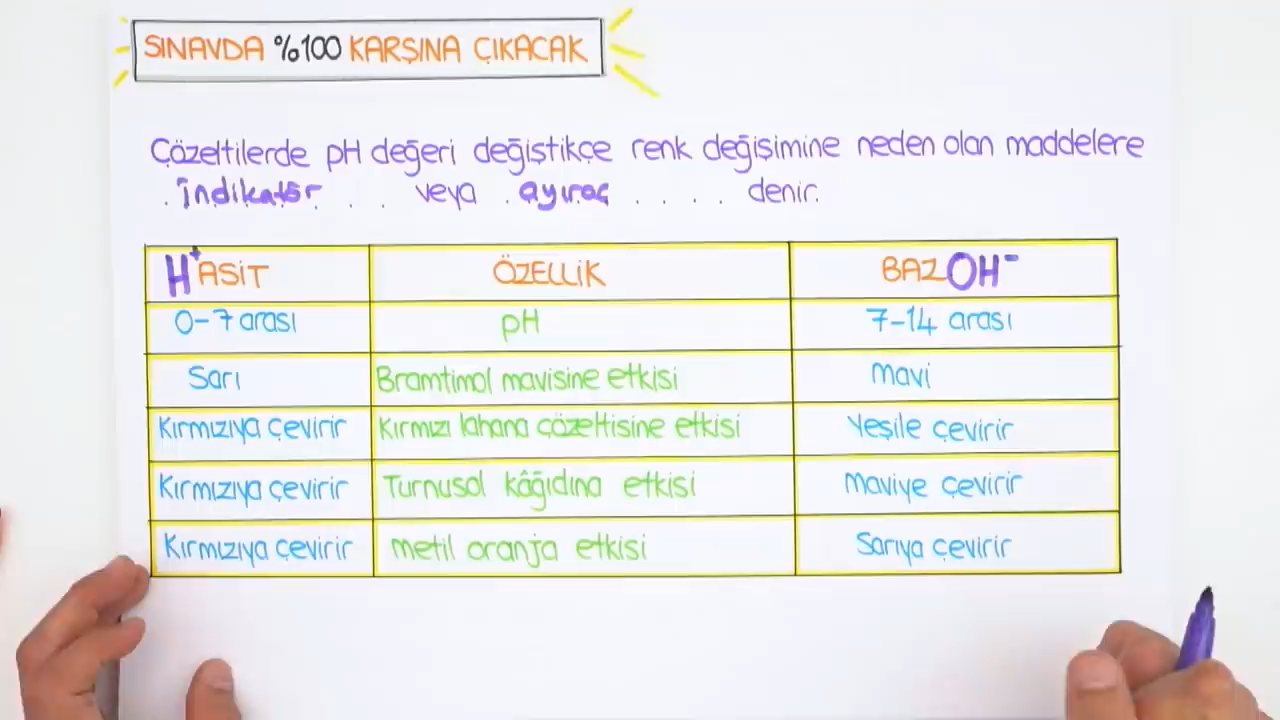 SINAVDA %100 KARŞINA ÇIKACAK
Çözeltilerde pH değeri değiştikçe renk değişimine neden olan maddelere
. indikatör . . . veya . ayıraç . . . . denir.
H+ ASİT ÖZELLİK BAZ OH-
0-7 arası pH 7-14 arası
Sarı Bramtimol mavisine etkisi mavi
Kırmızıya çevirir Kırmızı lahana çözeltisine etkisi Yeşile çevirir
Kırmızıya çevirir Turnusol kâğıdına etkisi maviye çevirir
Kırmızıya çevirir metil oranja etkisi Sarıya çevirir